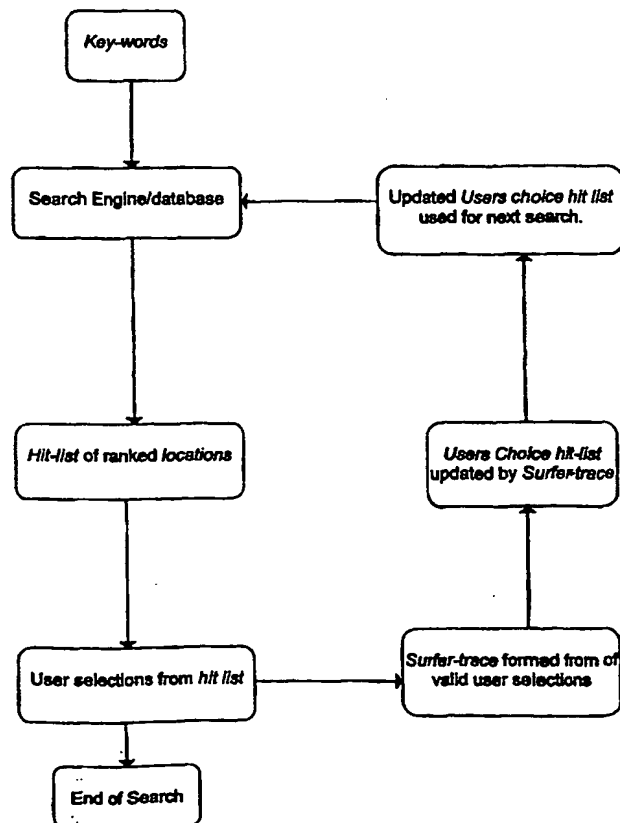 Key-words
Search Engine/database
Updated Users choice hit list
used for next search.
Hit-list of ranked locations
Users Choice hit-list
updated by Surfer-trace
User selections from hit list
Surfer-trace formed from of
valid user selections
End of Search